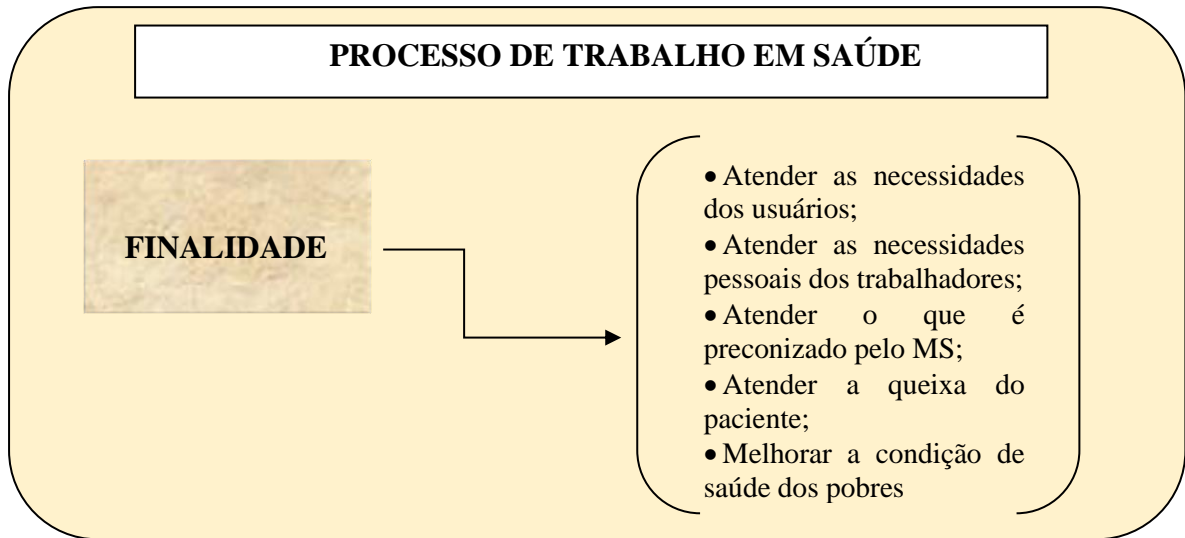 PROCESSO DE TRABALHO EM SAÚDE
FINALIDADE
• Atender as necessidades
dos usuários;
• Atender as necessidades
pessoais dos trabalhadores;
• Atender o que é
preconizado pelo MS;
• Atender a queixa do
paciente;
• Melhorar a condição de
saúde dos pobres